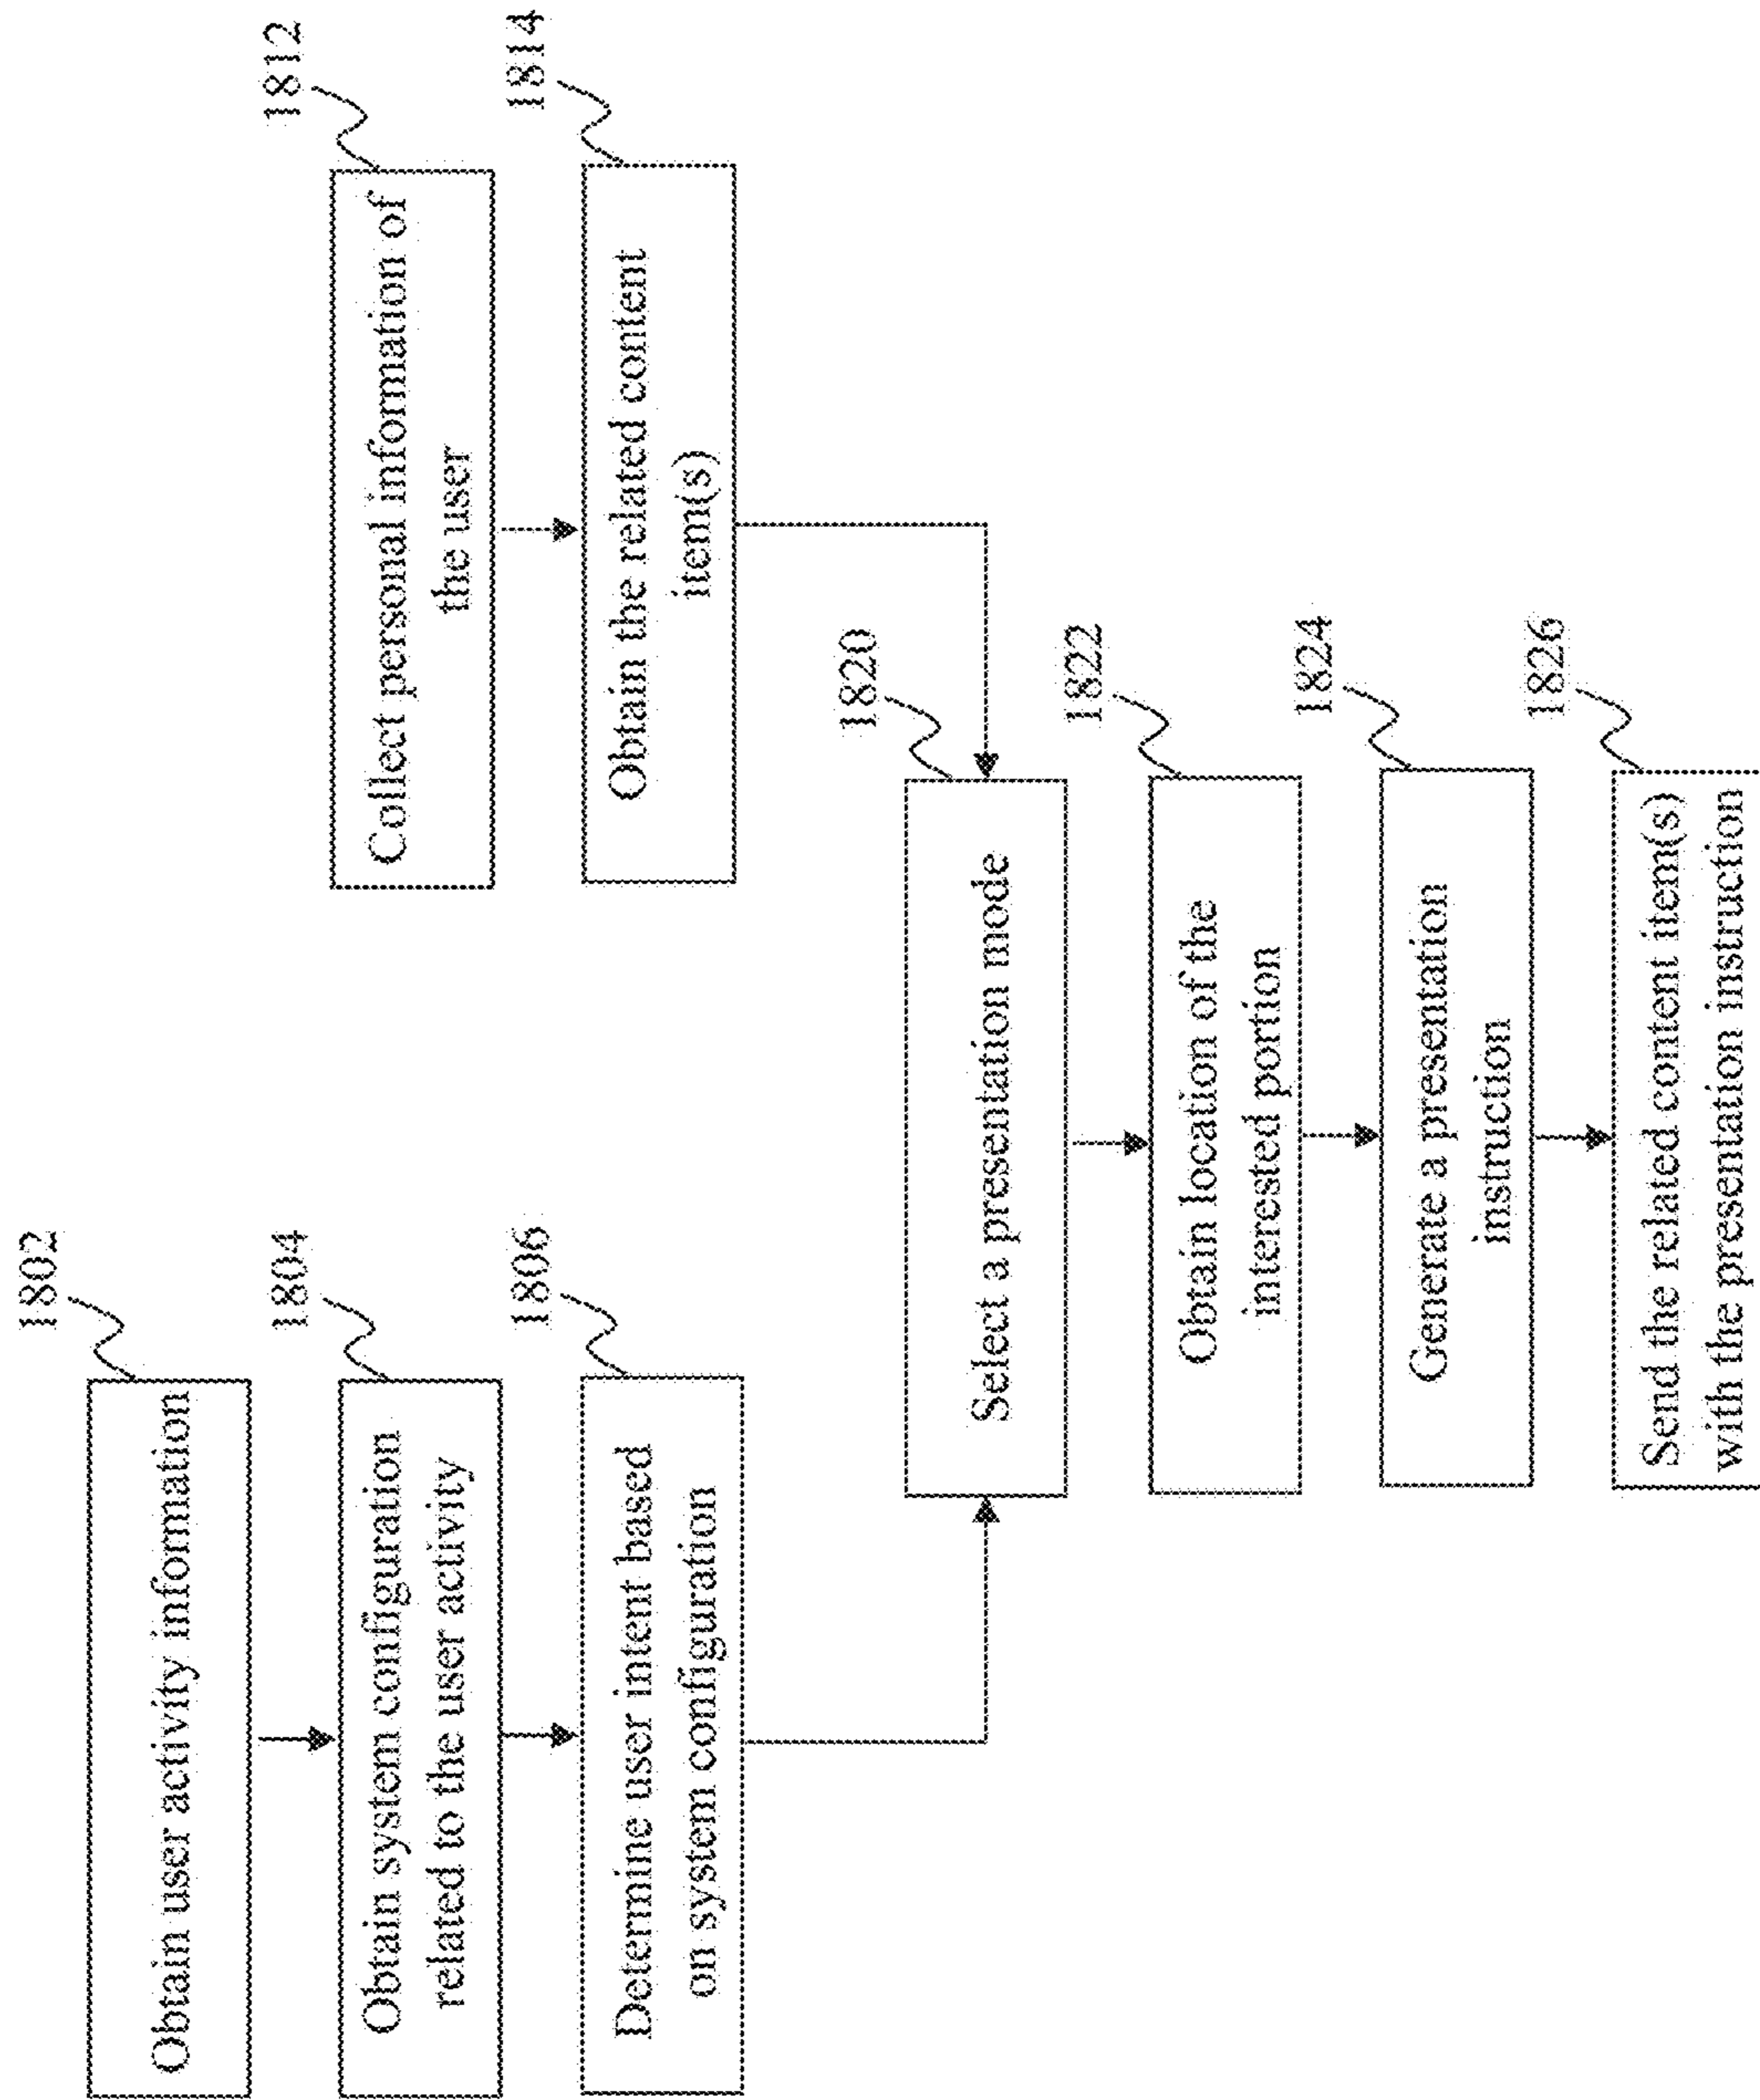 1802
Obtain user activity infomation
1804
Obtain system configuration
related to the user activity
1806
Determine user intent based
on system configuration
1812
Collect personal information of
the user
1814
Obtain the related content
item(s)
1820
Select a presentation mode
1822
Obtain location of the
interested portion
1824
Generate a presentation
instruction
1826
Send the related content item(s)
with the presentation instruction